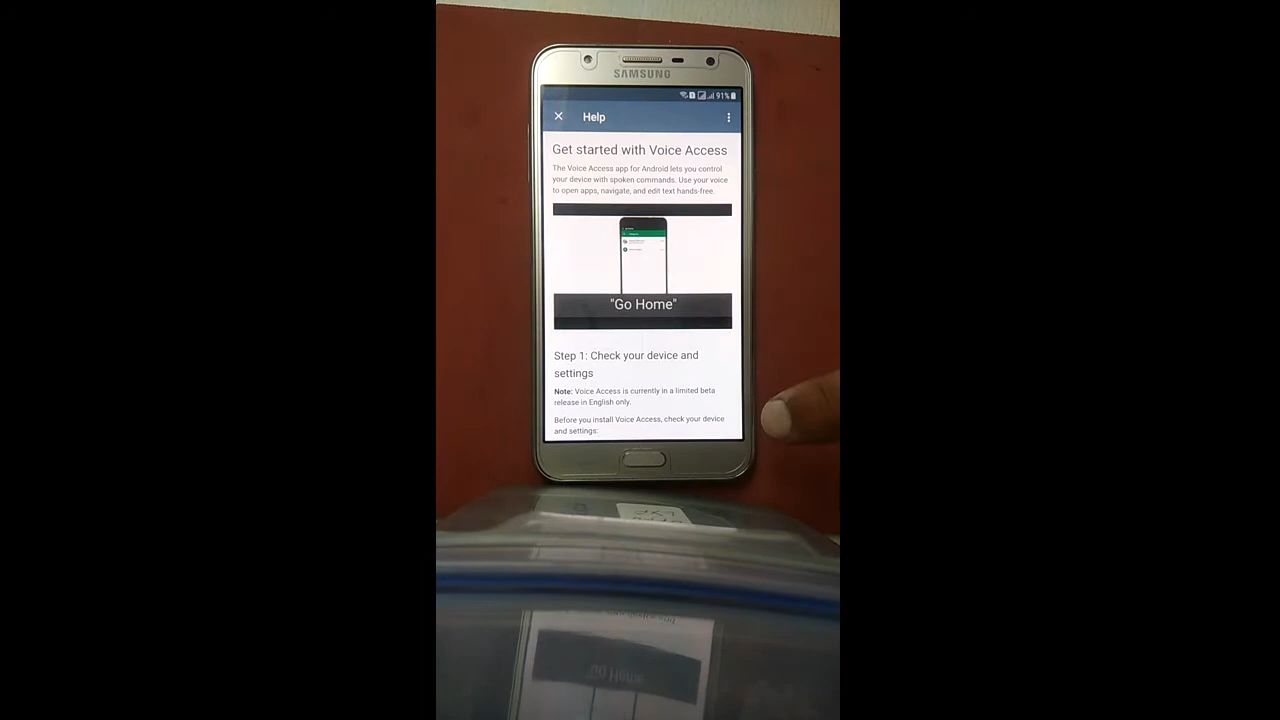 SAMSUNG
91%
Help
Get started with Voice Access
The Voice Access app for Android lets you control
your device with spoken commands. Use your voice
to open apps, navigate, and edit text hands-free.
"Go Home"
Step 1: Check your device and
settings
Note: Voice Access is currently in a limited beta
release in English only.
Before you install Voice Access, check your device
and settings:
"Go Home